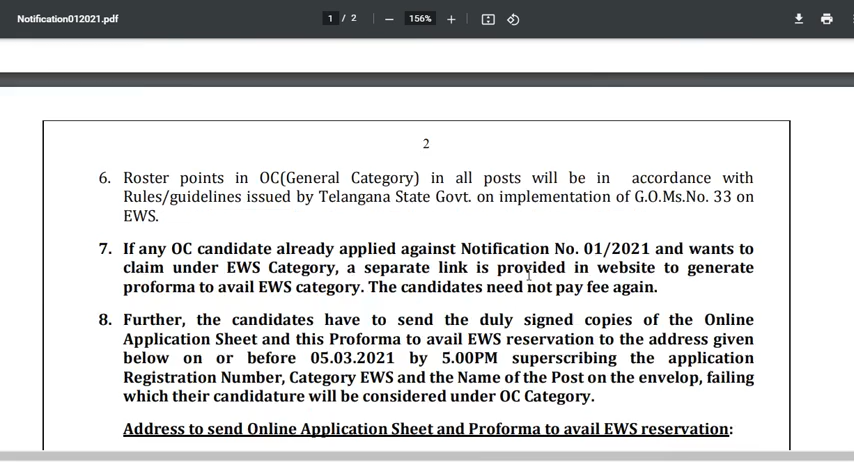 Notification012021.pdf
1 / 2
156%
2
6. Roster points in OC(General Category) in all posts will be in accordance with
Rules/guidelines issued by Telangana State Govt. on implementation of G.O.Ms.No. 33 on
EWS.
7. If any OC candidate already applied against Notification No. 01/2021 and wants to
claim under EWS Category, a separate link is provided in website to generate
proforma to avail EWS category. The candidates need not pay fee again.
8. Further, the candidates have to send the duly signed copies of the Online
Application Sheet and this Proforma to avail EWS reservation to the address given
below on or before 05.03.2021 by 5.00PM superscribing the application
Registration Number, Category EWS and the Name of the Post on the envelop, failing
which their candidature will be considered under OC Category.
Address to send Online Application Sheet and Proforma to avail EWS reservation: